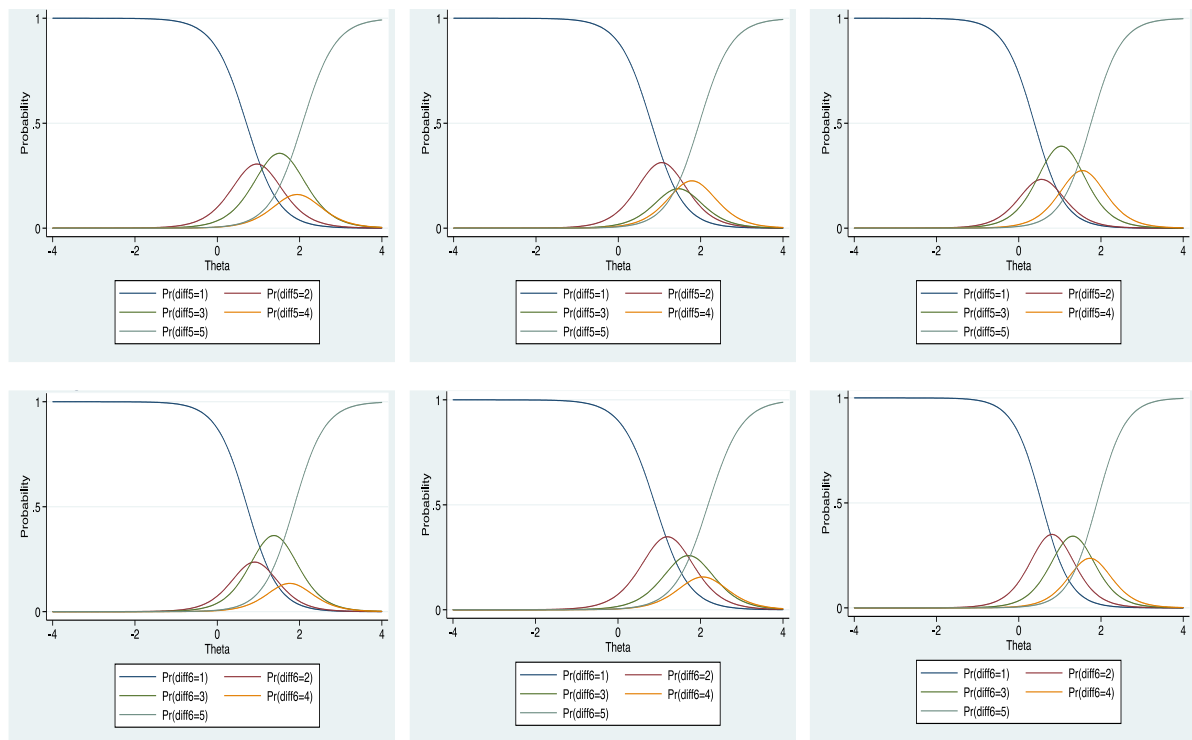 1
.5
0
Probability
-4 -2 0 2 4
Theta
Pr(diff5=1) Pr(diff5=2)
Pr(diff5=3) Pr(diff5=4)
Pr(diff5=5)
1
.5
0
Probability
-4 -2 0 2 4
Theta
Pr(diff5=1) Pr(diff5=2)
Pr(diff5=3) Pr(diff5=4)
Pr(diff5=5)
1
.5
0
Probability
-4 -2 0 2 4
Theta
Pr(diff5=1) Pr(diff5=2)
Pr(diff5=3) Pr(diff5=4)
Pr(diff5=5)
1
.5
0
Probability
-4 -2 0 2 4
Theta
Pr(diff6=1) Pr(diff6=2)
Pr(diff6=3) Pr(diff6=4)
Pr(diff6=5)
1
.5
0
Probability
-4 -2 0 2 4
Theta
Pr(diff6=1) Pr(diff6=2)
Pr(diff6=3) Pr(diff6=4)
Pr(diff6=5)
1
.5
0
Probability
-4 -2 0 2 4
Theta
Pr(diff6=1) Pr(diff6=2)
Pr(diff6=3) Pr(diff6=4)
Pr(diff6=5)